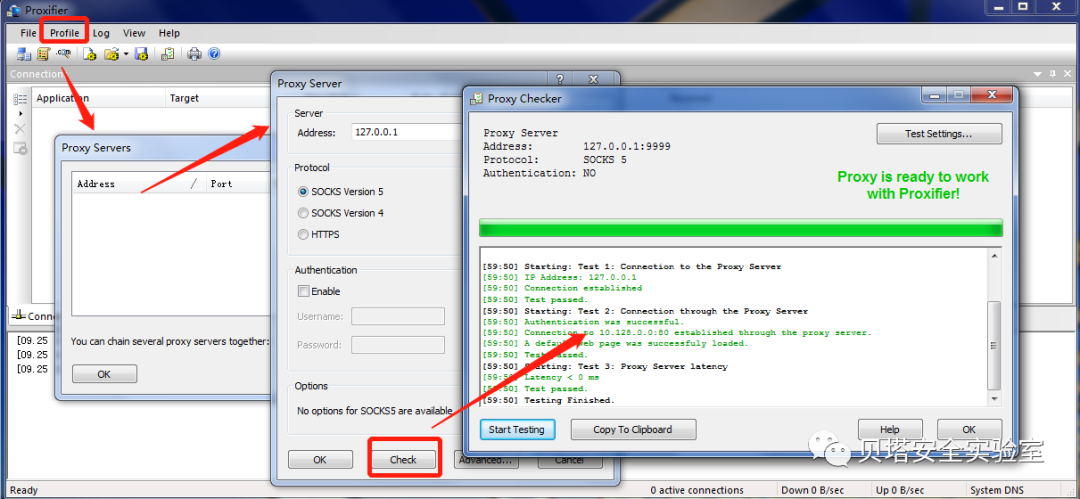 Proxifier
File Profile Log View Help
Connections
Application Target
Proxy Servers
Address / Port
You can chain several proxy servers together:
OK
[09.25
[09.25
[09.25
Ready
Proxy Server
Server
Address: 127.0.0.1
Protocol
SOCKS Version 5
SOCKS Version 4
HTTPS
Authentication
Enable
Username:
Password:
Options
No options for SOCKS5 are available
OK Check Advanced... Cancel
Proxy Checker
Proxy Server
Address: 127.0.0.1:9999
Protocol: SOCKS 5
Authentication: NO
Test Settings...
Proxy is ready to work
with Proxifier!
[59:50] Starting: Test 1: Connection to the Proxy Server
[59:50] IP Address: 127.0.0.1
[59:50] Connection established
[59:50] Test passed.
[59:50] Starting: Test 2: Connection through the Proxy Server
[59:50] Authentication was successful.
[59:50] Connection to 10.128.0.0:80 established through the proxy server.
[59:50] A default web page was successfuly loaded.
[59:50] Test passed.
[59:50] Starting: Test 3: Proxy Server latency
[59:50] Latency < 0 ms
[59:50] Test passed.
[59:50] Testing Finished.
Start Testing Copy To Clipboard Help OK
贝塔安全实验室
0 active connections Down 0 B/sec Up 0 B/sec System DNS